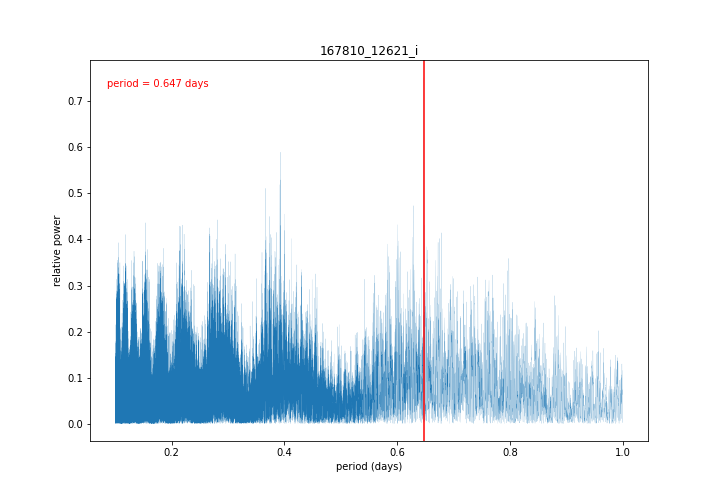 167810_12621_i
period = 0.647 days
0.7
0.6
0.5
0.4
0.3
0.2
0.1
0.0
relative power
0.2 0.4 0.6 0.8 1.0
period (days)